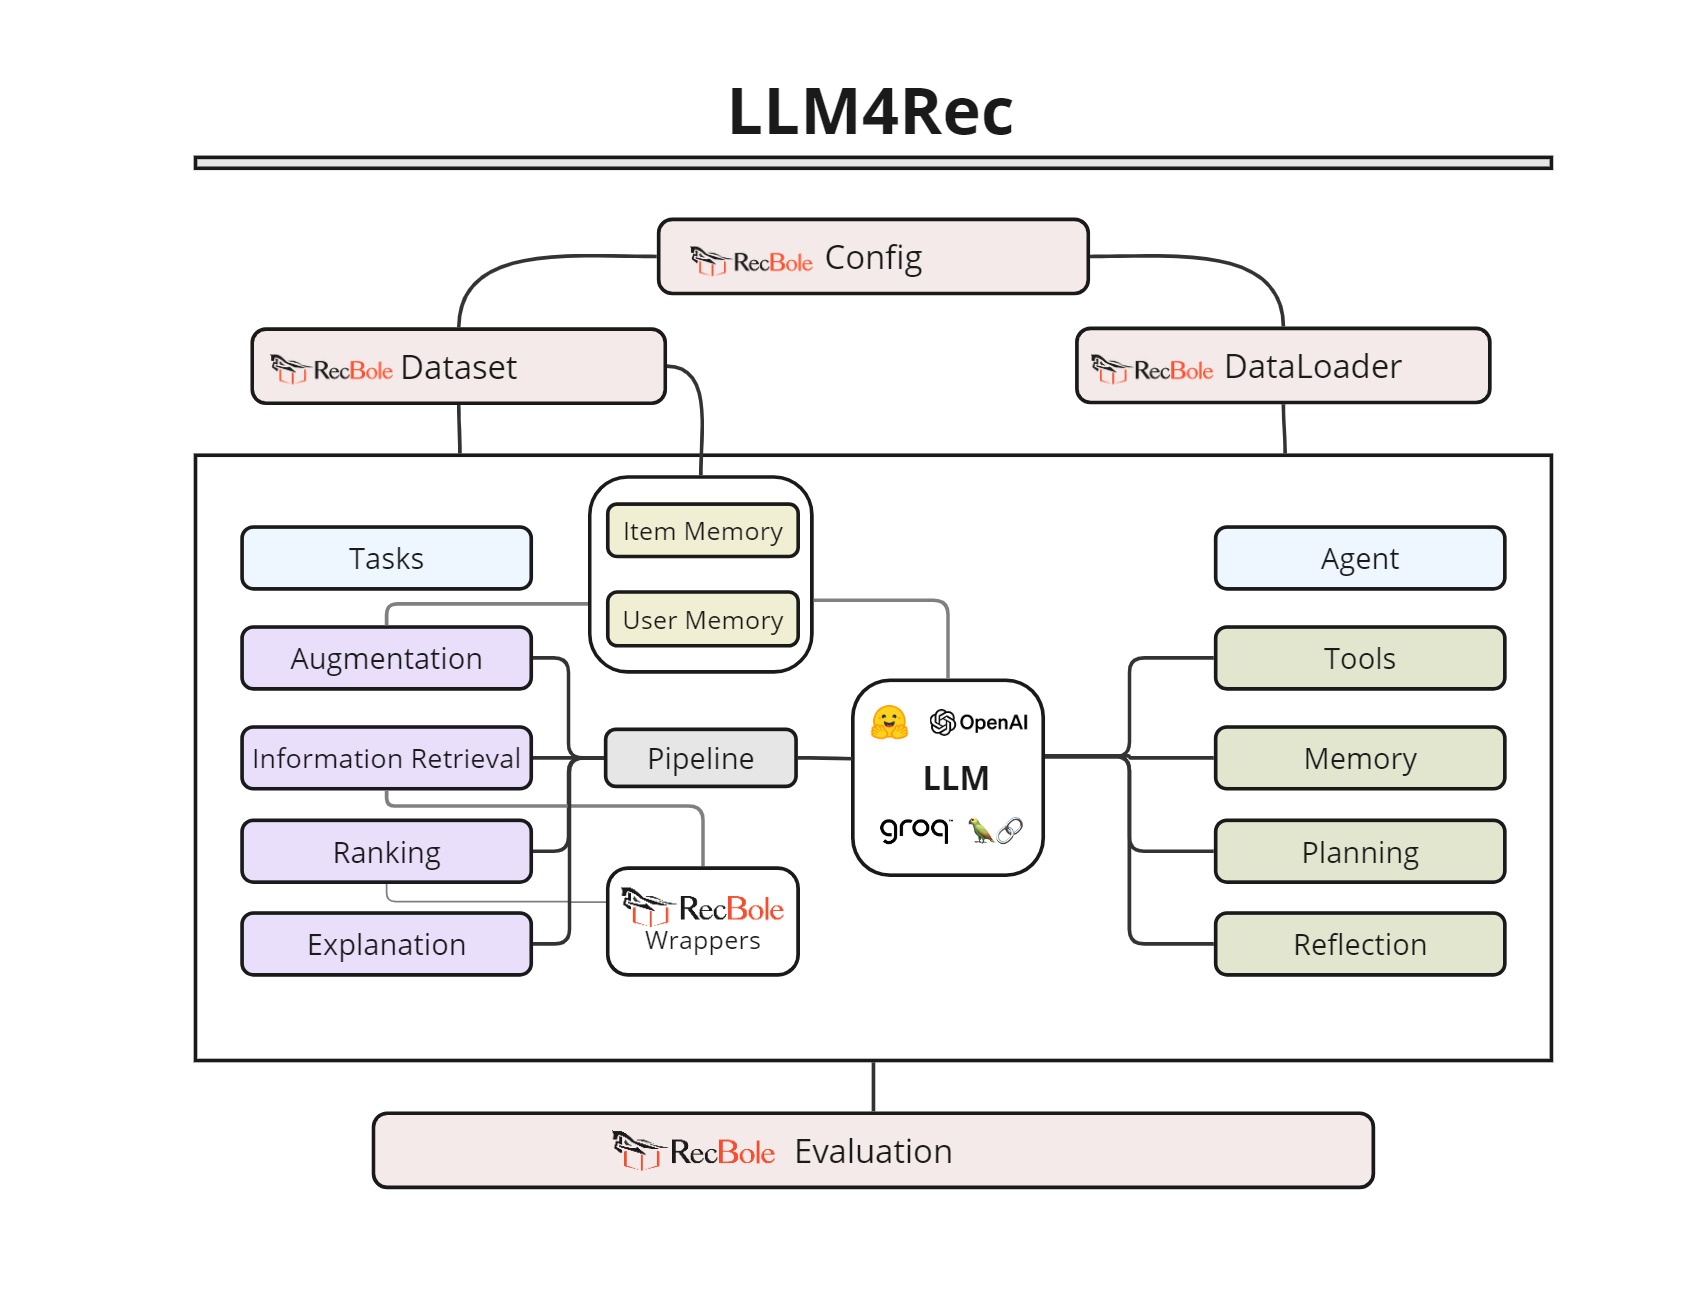 LLM4Rec
RecBole Config
RecBole Dataset
RecBole DataLoader
Item Memory
User Memory
Tasks
Augmentation
Information Retrieval
Ranking
Explanation
Pipeline
RecBole
Wrappers
OpenAI
LLM
groq™
Agent
Tools
Memory
Planning
Reflection
RecBole Evaluation